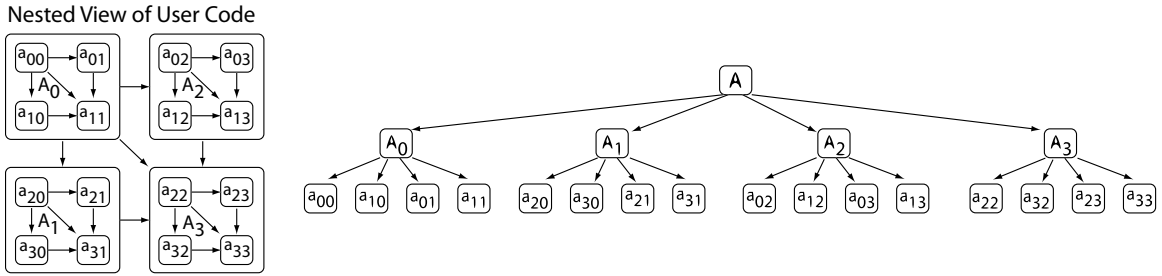 Nested View of User Code
a00 a01 a02 a03
A0 A2
a10 a11 a12 a13
a20 a21 a22 a23
A1 A3
a30 a31 a32 a33
A
A0 A1 A2 A3
a00 a10 a01 a11 a20 a30 a21 a31 a02 a12 a03 a13 a22 a32 a23 a33